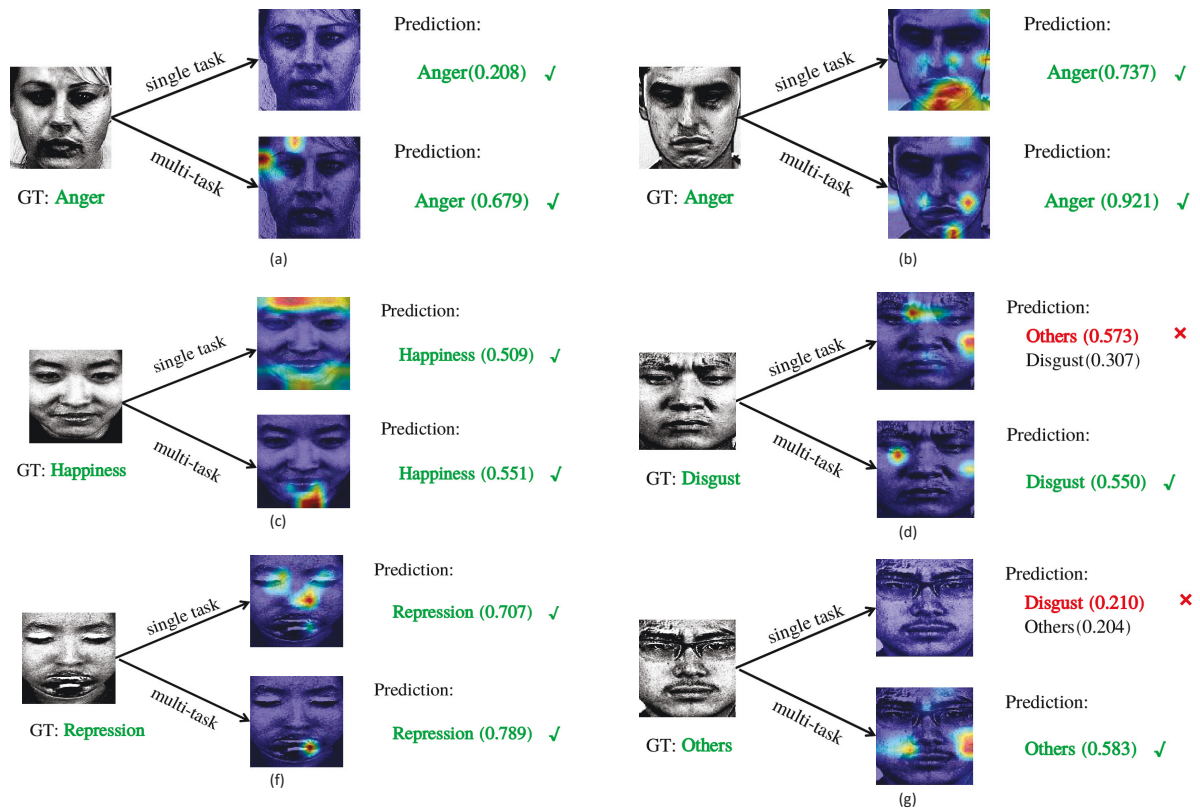 Prediction:
single task
Anger(0.208) √
multi-task
Prediction:
Anger (0.679) √
GT: Anger
(a)
Prediction:
single task
Anger(0.737) √
multi-task
Prediction:
Anger (0.921) √
GT: Anger
(b)
Prediction:
single task
Happiness (0.509) √
multi-task
Prediction:
Happiness (0.551) √
GT: Happiness
(c)
Prediction:
single task
Others (0.573) ×
Disgust(0.307)
multi-task
Prediction:
Disgust (0.550) √
GT: Disgust
(d)
Prediction:
single task
Repression (0.707) √
multi-task
Prediction:
Repression (0.789) √
GT: Repression
(f)
Prediction:
single task
Disgust (0.210) ×
Others(0.204)
multi-task
Prediction:
Others (0.583) √
GT: Others
(g)